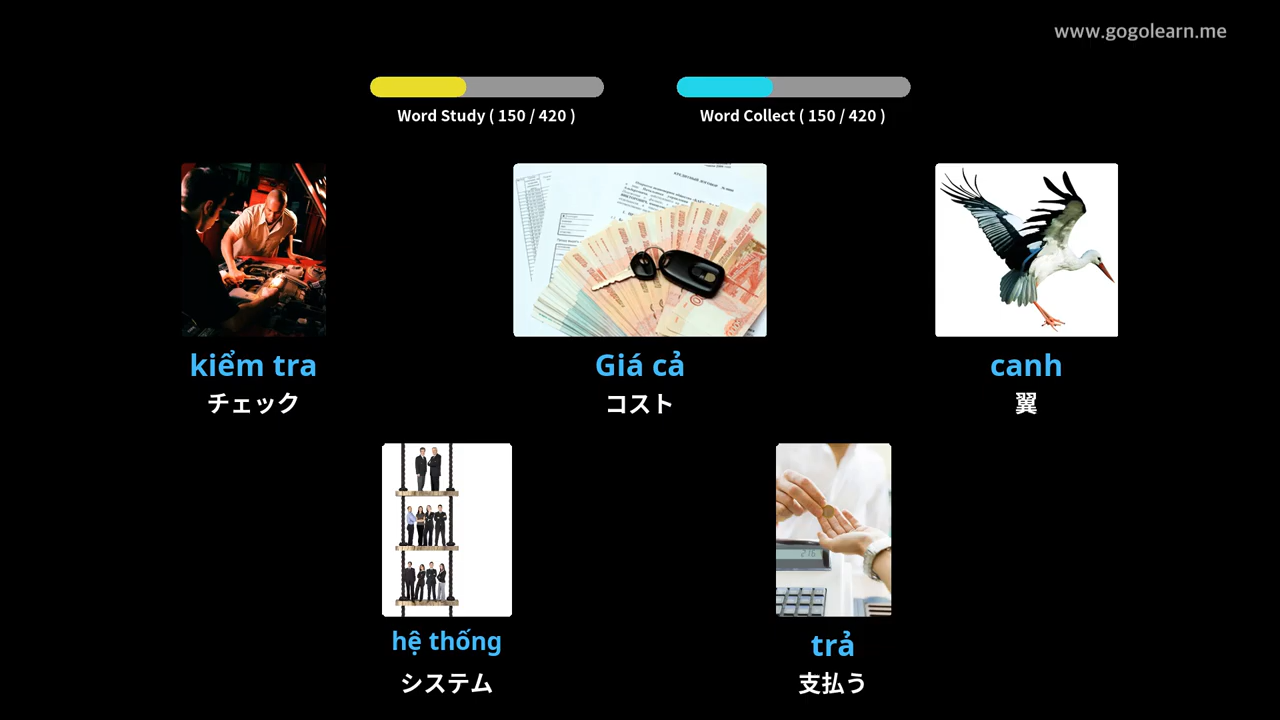 www.gogolearn.me
Word Study ( 150 / 420 )
Word Collect ( 150 / 420 )
kiểm tra
チェック
Giá cả
コスト
canh
翼
hệ thống
システム
trả
支払う